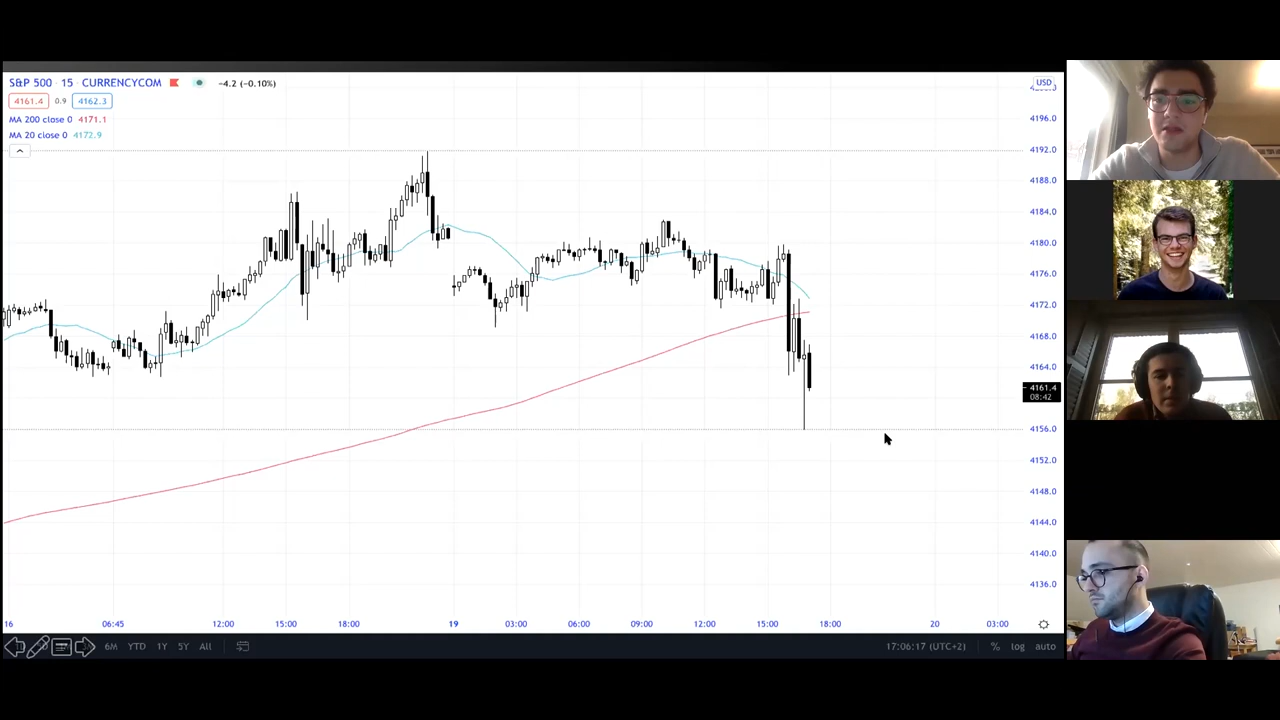 S&P 500 · 15 · CURRENCYCOM −4.2 (−0.10%)
4161.4 0.9 4162.3
MA 200 close 0 4171.1
MA 20 close 0 4172.9
USD
4196.0
4192.0
4188.0
4184.0
4180.0
4176.0
4172.0
4168.0
4164.0
4161.4
08:42
4156.0
4152.0
4148.0
4144.0
4140.0
4136.0
16 06:45 12:00 15:00 18:00 19 03:00 06:00 09:00 12:00 15:00 18:00 20 03:00
6M YTD 1Y 5Y All 17:06:17 (UTC+2) % log auto